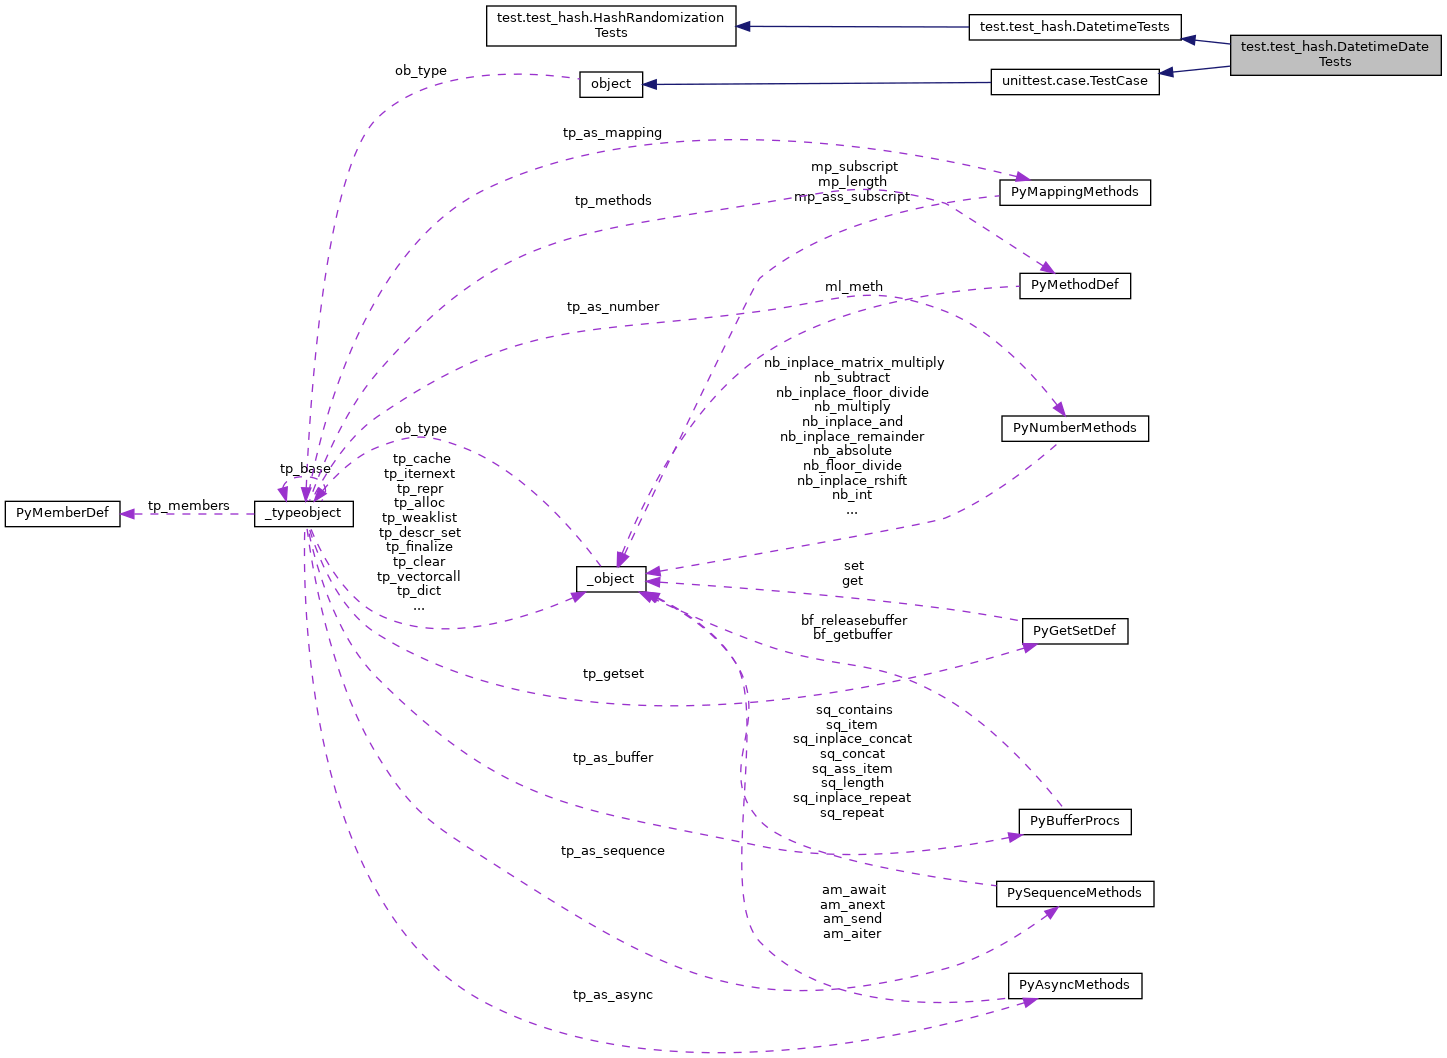 test.test_hash.HashRandomization
Tests
test.test_hash.DatetimeTests
test.test_hash.DatetimeDate
Tests
ob_type
object
unittest.case.TestCase
tp_as_mapping
mp_subscript
mp_length
mp_ass_subscript
PyMappingMethods
tp_methods
PyMethodDef
ml_meth
tp_as_number
nb_inplace_matrix_multiply
nb_subtract
nb_inplace_floor_divide
nb_multiply
nb_inplace_and
nb_inplace_remainder
nb_absolute
nb_floor_divide
nb_inplace_rshift
nb_int
...
PyNumberMethods
ob_type
tp_cache
tp_iternext
tp_repr
tp_alloc
tp_weaklist
tp_descr_set
tp_finalize
tp_clear
tp_vectorcall
tp_dict
...
tp_base
PyMemberDef
tp_members
_typeobject
_object
set
get
bf_releasebuffer
bf_getbuffer
PyGetSetDef
tp_getset
sq_contains
sq_item
sq_inplace_concat
sq_concat
sq_ass_item
sq_length
sq_inplace_repeat
sq_repeat
tp_as_buffer
PyBufferProcs
tp_as_sequence
PySequenceMethods
am_await
am_anext
am_send
am_aiter
tp_as_async
PyAsyncMethods